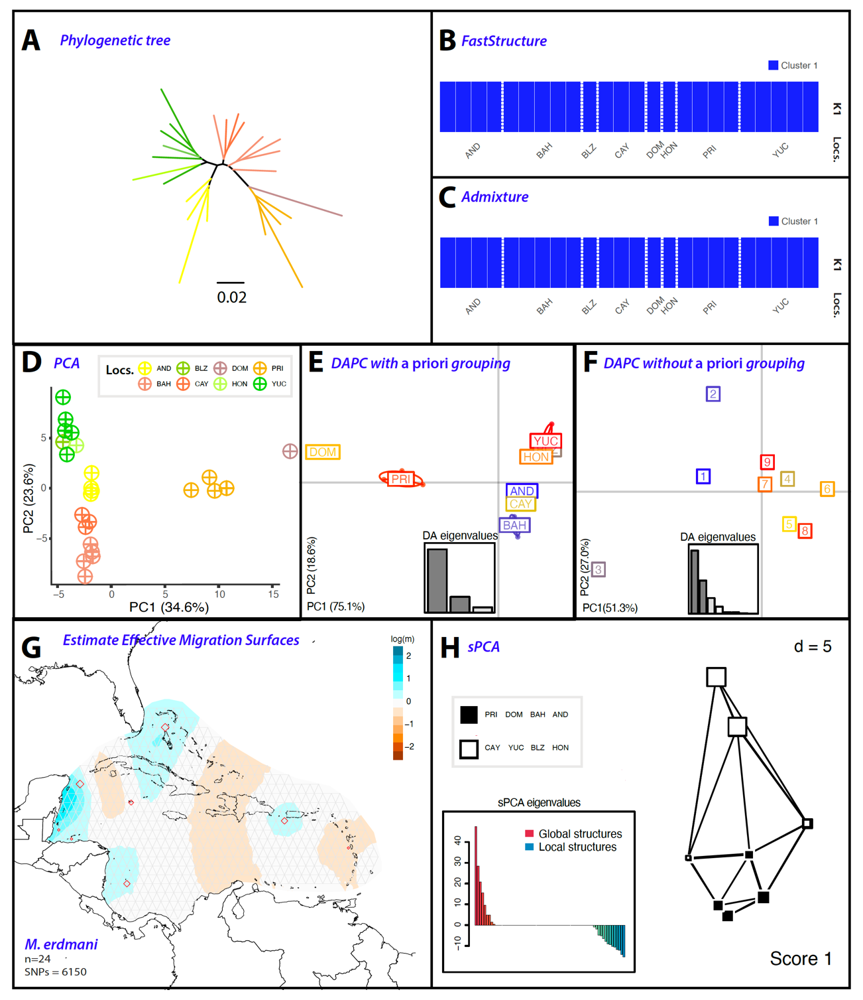 A Phylogenetic tree
0.02
B FastStructure
Cluster 1
K1
AND BAH BLZ CAY DOM HON PRI YUC
Locs.
C Admixture
Cluster 1
K1
AND BAH BLZ CAY DOM HON PRI YUC
Locs.
D PCA
Locs. AND BLZ DOM PRI
BAH CAY HON YUC
5
0
−5
PC2 (23.6%)
−5 0 5 10 15
PC1 (34.6%)
E DAPC with a priori grouping
YUC
DOM
HON
PRI
AND
CAY
BAH
DA eigenvalues
PC2 (18.6%)
PC1 (75.1%)
F DAPC without a priori groupihg
2
9
1
4
7
6
5
8
3
DA eigenvalues
PC2 (27.0%)
PC1(51.3%)
G Estimate Effective Migration Surfaces
log(m)
2
1
0
−1
−2
M. erdmani
n=24
SNPs = 6150
H sPCA
d = 5
PRI DOM BAH AND
CAY YUC BLZ HON
sPCA eigenvalues
Global structures
Local structures
40
30
20
10
0
−10
Score 1